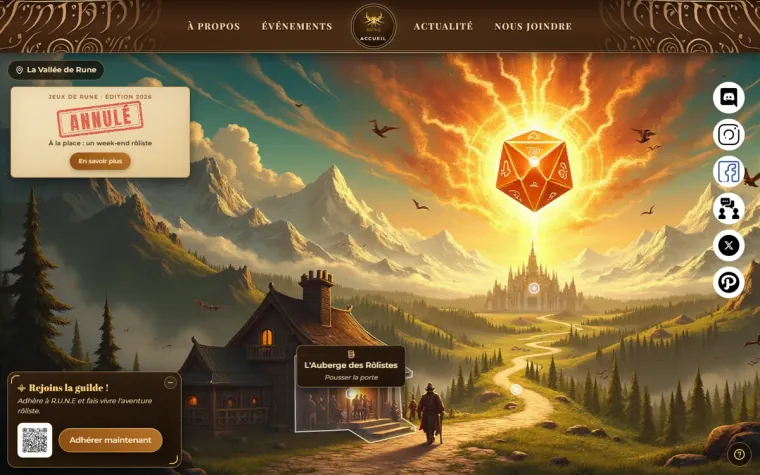 À PROPOS
ÉVÉNEMENTS
RUNE
ACCUEIL
ACTUALITÉ
NOUS JOINDRE
La Vallée de Rune
JEUX DE RUNE · ÉDITION 2026
ANNULÉ
À la place : un week-end rôliste
En savoir plus
L'Auberge des Rôlistes
Pousser la porte
Rejoins la guilde !
Adhère à R.U.N.E et fais vivre l'aventure
rôliste.
Adhérer maintenant